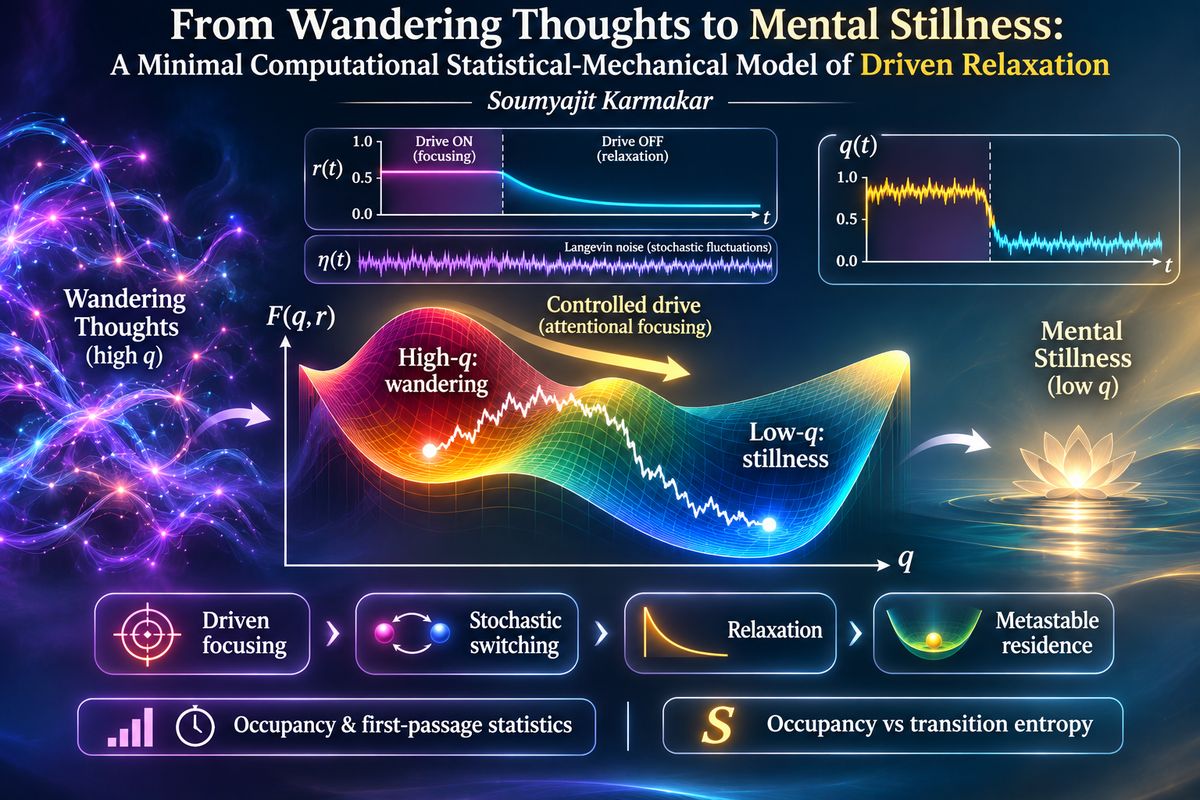 From Wandering Thoughts to Mental Stillness:
A Minimal Computational Statistical-Mechanical Model of Driven Relaxation
Soumyajit Karmakar
r(t)
1.0
0.5
0.0
Drive ON
(focusing)
Drive OFF
(relaxation)
t
η(t)
Langevin noise (stochastic fluctuations)
q(t)
1.0
0.5
0.0
t
Wandering
Thoughts
(high q)
F(q, r)
Controlled drive
(attentional focusing)
High-q:
wandering
Low-q:
stillness
q
Mental
Stillness
(low q)
Driven
focusing
Stochastic
switching
Relaxation
Metastable
residence
Occupancy & first-passage statistics
S
Occupancy vs transition entropy